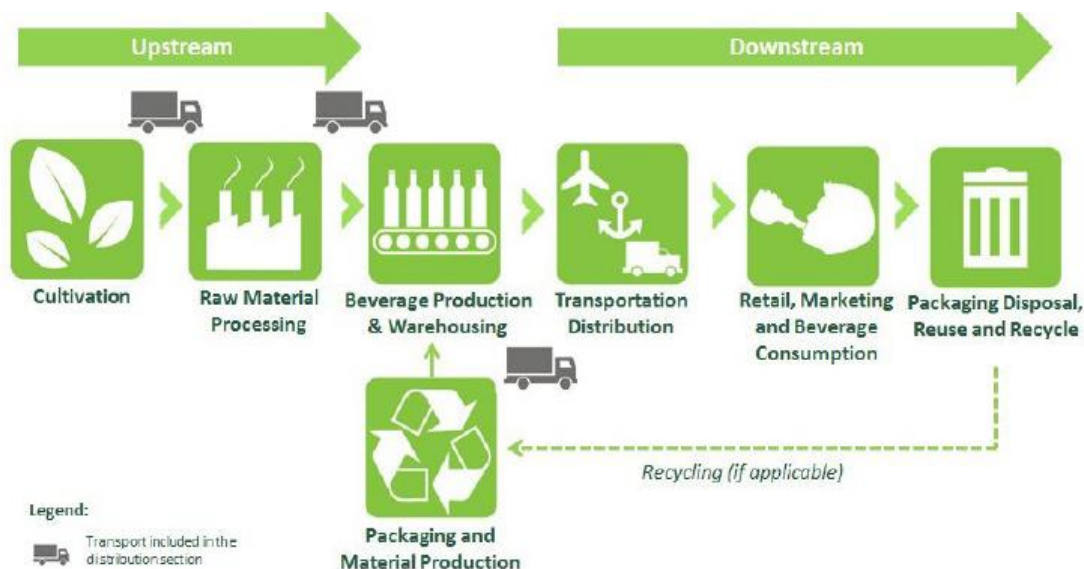 Upstream
Downstream
Cultivation
Raw Material
Processing
Beverage Production
& Warehousing
Transportation
Distribution
Retail, Marketing
and Beverage
Consumption
Packaging Disposal,
Reuse and Recycle
Recycling (if applicable)
Packaging and
Material Production
Legend:
Transport included in the
distribution section